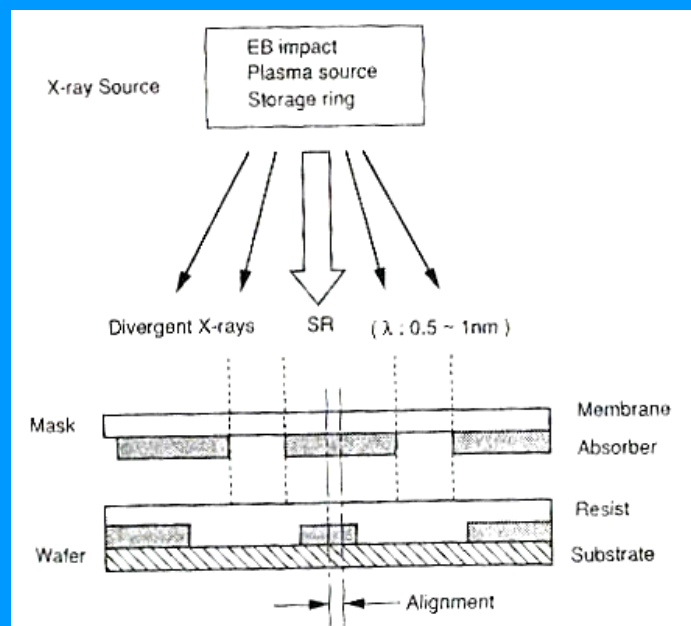 EB impact
Plasma source
Storage ring
X-ray Source
Divergent X-rays SR ( λ : 0.5 ~ 1nm )
Mask
Membrane
Absorber
Resist
Wafer
Substrate
Alignment